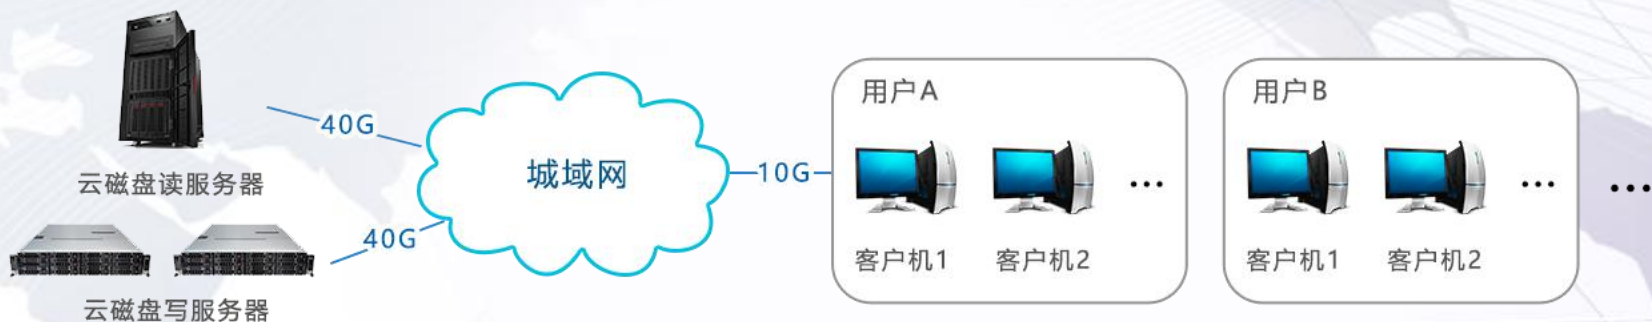 云磁盘读服务器
40G
云磁盘写服务器
40G
城域网
10G
用户A
客户机1 客户机2 ...
用户B
客户机1 客户机2 ...
...